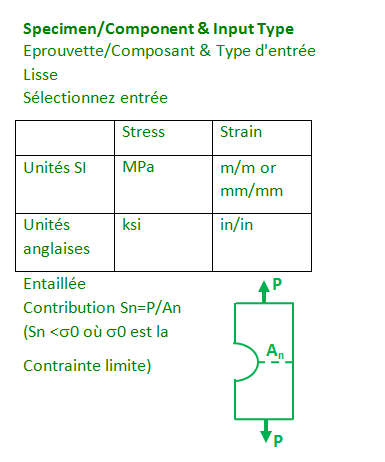 Specimen/Component & Input Type
Eprouvette/Composant & Type d'entrée
Lisse
Sélectionnez entrée
Stress Strain
Unités SI MPa m/m or
mm/mm
Unités ksi in/in
anglaises
Entaillée
P
Contribution Sn=P/An
(Sn <σ0 où σ0 est la
An
Contrainte limite)
P